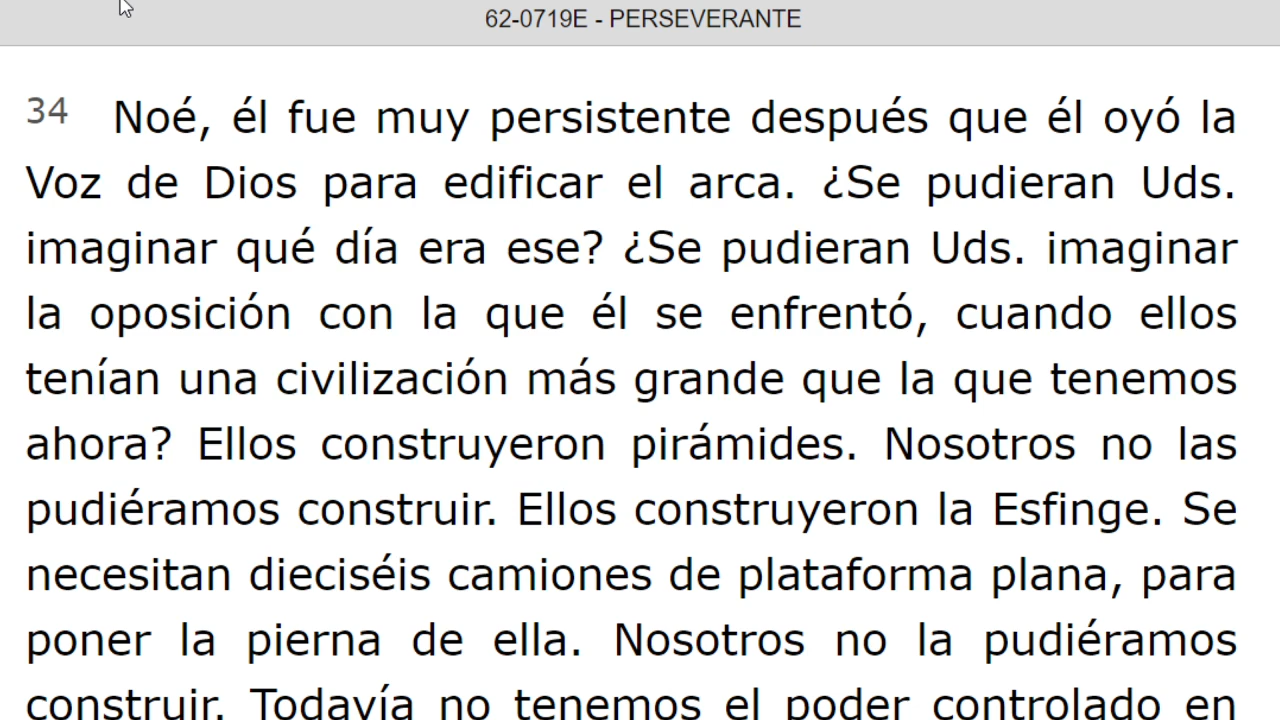 62-0719E - PERSEVERANTE
34 Noé, él fue muy persistente después que él oyó la
Voz de Dios para edificar el arca. ¿Se pudieran Uds.
imaginar qué día era ese? ¿Se pudieran Uds. imaginar
la oposición con la que él se enfrentó, cuando ellos
tenían una civilización más grande que la que tenemos
ahora? Ellos construyeron pirámides. Nosotros no las
pudiéramos construir. Ellos construyeron la Esfinge. Se
necesitan dieciséis camiones de plataforma plana, para
poner la pierna de ella. Nosotros no la pudiéramos
construir. Todavía no tenemos el poder controlado en